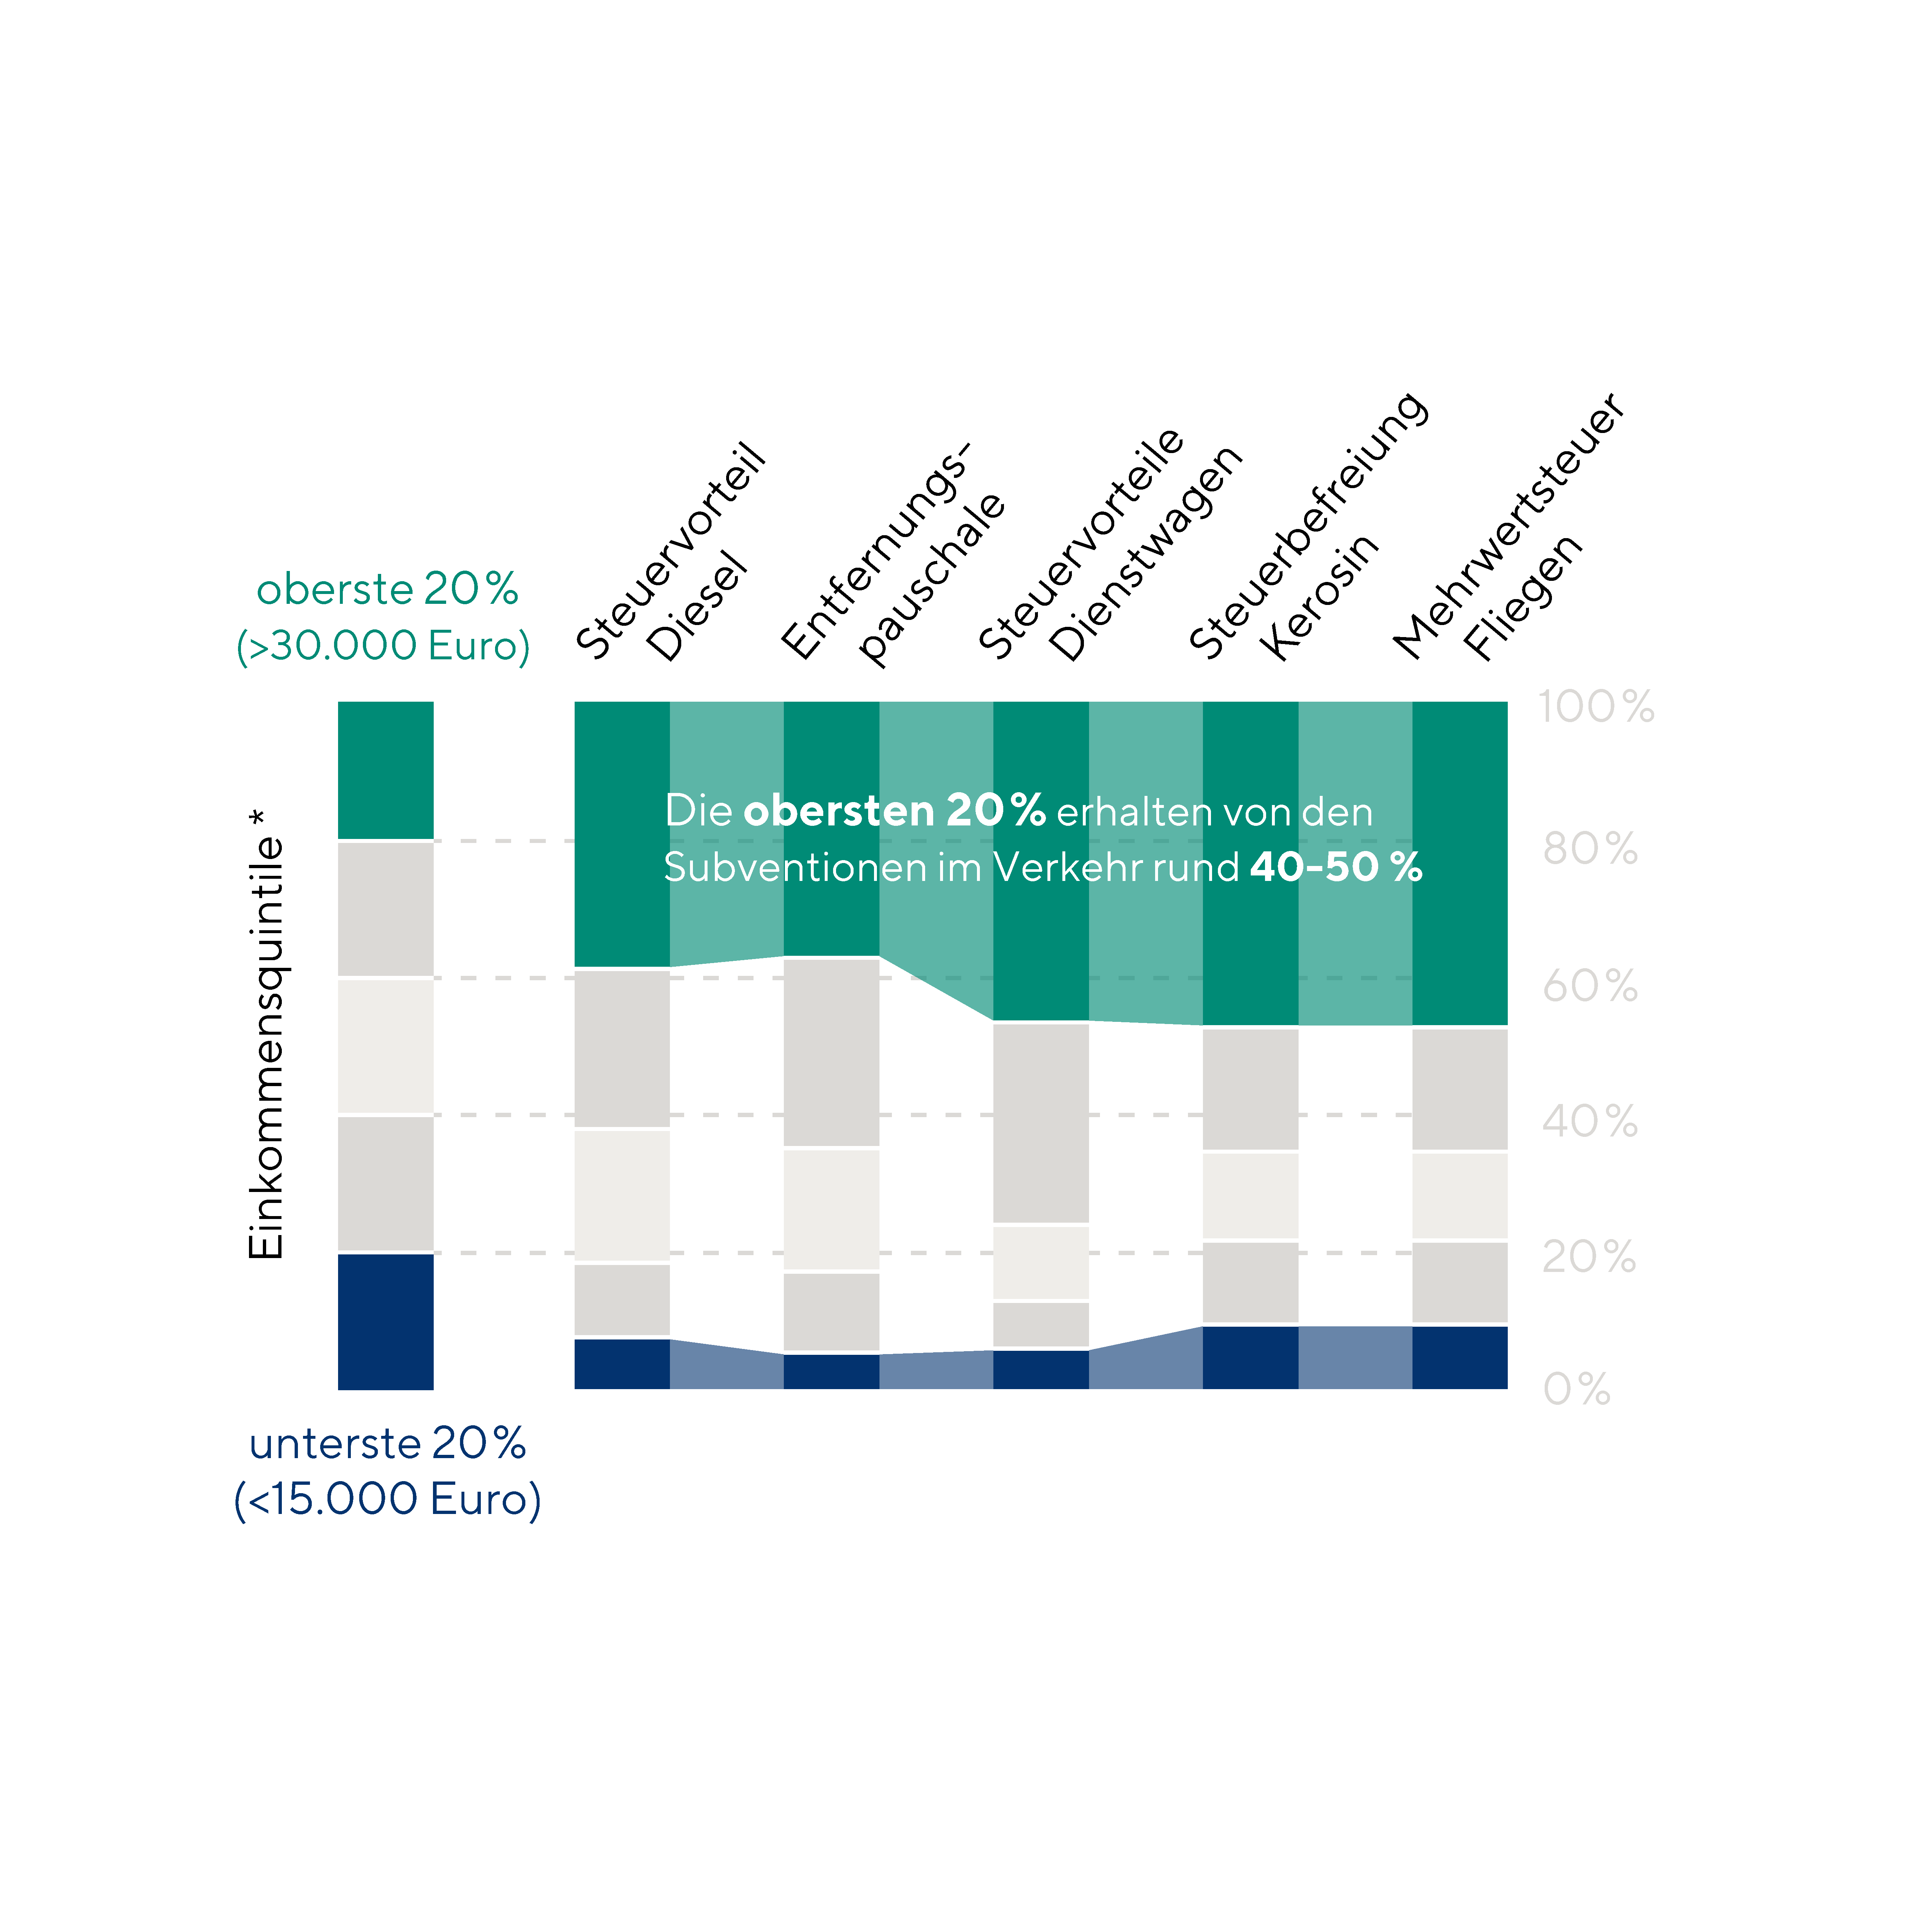 oberste 20%
(>30.000 Euro)
Steuervorteil
Diesel
Entfernungs-
pauschale
Steuervorteile
Dienstwagen
Steuerbefreiung
Kerosin
Mehrwertsteuer
Fliegen
Einkommensquintile*
Die obersten 20% erhalten von den
Subventionen im Verkehr rund 40-50 %
100%
80%
60%
40%
20%
0%
unterste 20%
(<15.000 Euro)